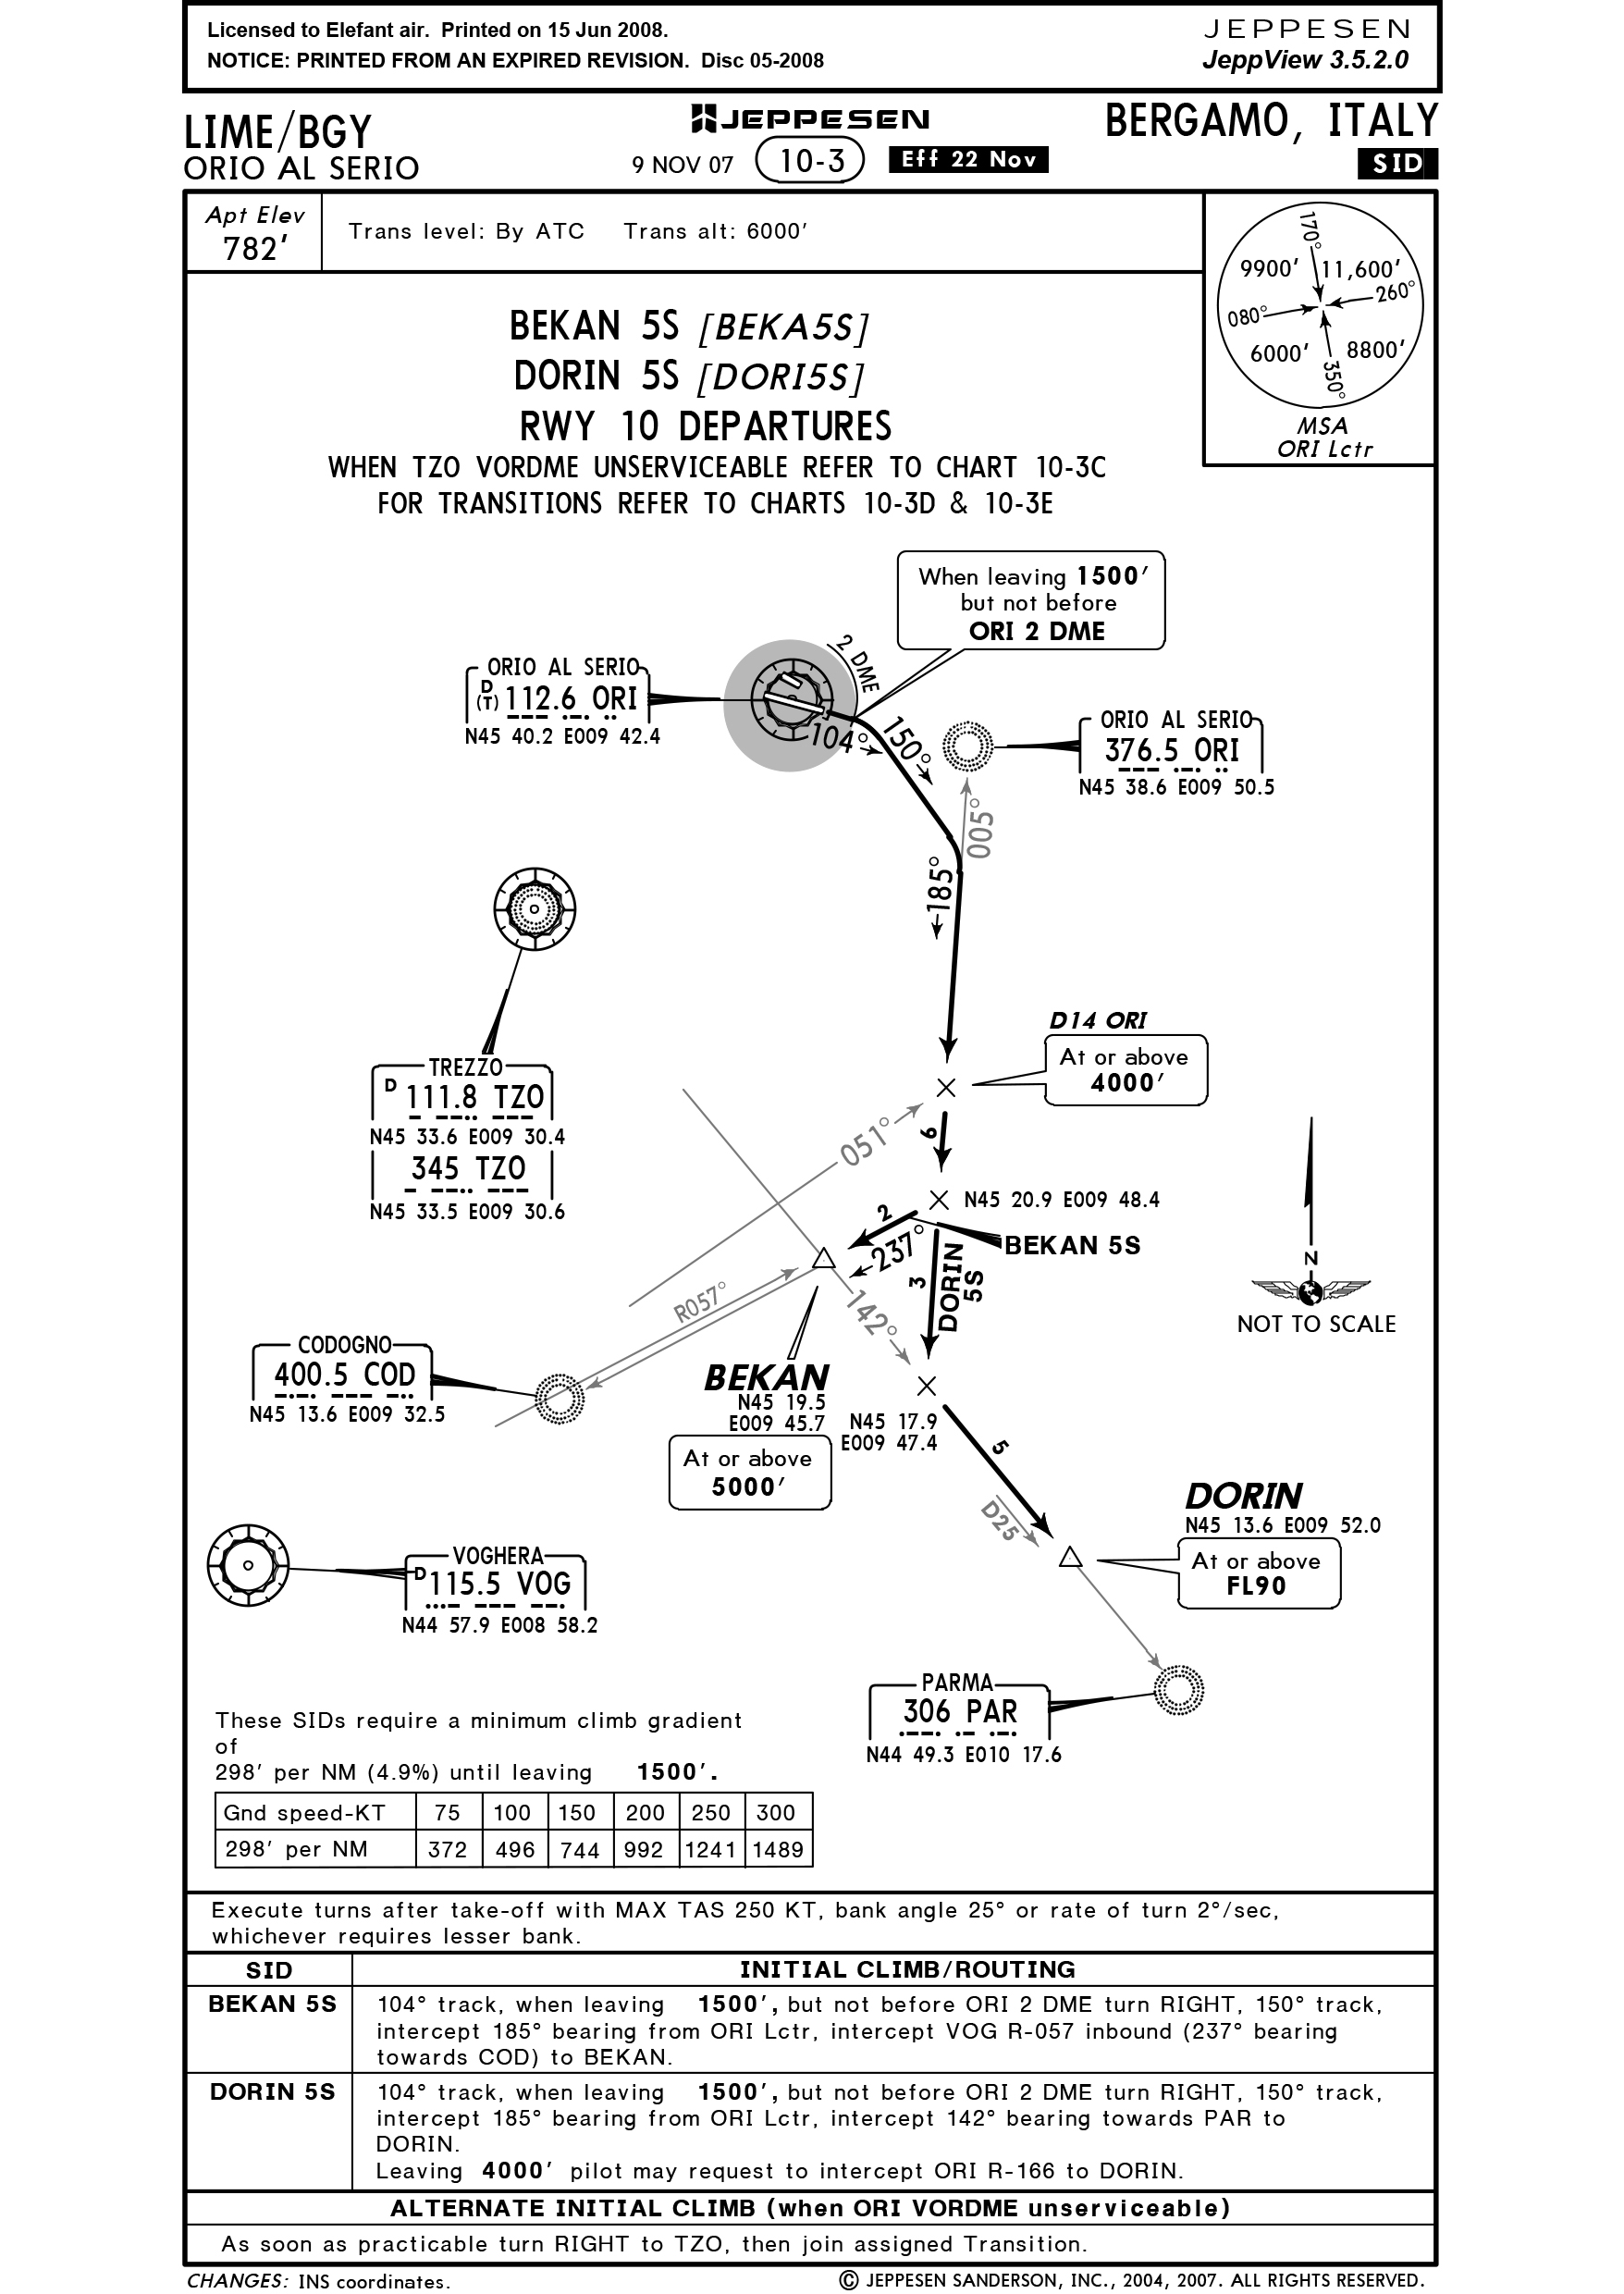 Licensed to Elefant air. Printed on 15 Jun 2008.
NOTICE: PRINTED FROM AN EXPIRED REVISION. Disc 05-2008
JEPPESEN
JeppView 3.5.2.0
LIME/BGY
ORIO AL SERIO
JEPPESEN
9 NOV 07 10-3 Eff 22 Nov
BERGAMO, ITALY
SID
Apt Elev
782'
Trans level: By ATC Trans alt: 6000'
170°
9900' 11,600'
260°
080°
6000' 8800'
350°
MSA
ORI Lctr
BEKAN 5S [BEKA5S]
DORIN 5S [DORI5S]
RWY 10 DEPARTURES
WHEN TZO VORDME UNSERVICEABLE REFER TO CHART 10-3C
FOR TRANSITIONS REFER TO CHARTS 10-3D & 10-3E
When leaving 1500'
but not before
ORI 2 DME
2 DME
ORIO AL SERIO
D
(T) 112.6 ORI
N45 40.2 E009 42.4
104°
150°
ORIO AL SERIO
376.5 ORI
N45 38.6 E009 50.5
005°
185°
D14 ORI
At or above
4000'
TREZZO
D 111.8 TZO
N45 33.6 E009 30.4
345 TZO
N45 33.5 E009 30.6
051°
6
N45 20.9 E009 48.4
2
237°
BEKAN 5S
3
DORIN
5S
R057°
142°
N
NOT TO SCALE
CODOGNO
400.5 COD
N45 13.6 E009 32.5
BEKAN
N45 19.5
E009 45.7
At or above
5000'
N45 17.9
E009 47.4
5
D25
DORIN
N45 13.6 E009 52.0
At or above
FL90
VOGHERA
D 115.5 VOG
N44 57.9 E008 58.2
PARMA
306 PAR
N44 49.3 E010 17.6
These SIDs require a minimum climb gradient
of
298' per NM (4.9%) until leaving 1500'.
Gnd speed-KT 75 100 150 200 250 300
298' per NM 372 496 744 992 1241 1489
Execute turns after take-off with MAX TAS 250 KT, bank angle 25° or rate of turn 2°/sec,
whichever requires lesser bank.
SID INITIAL CLIMB/ROUTING
BEKAN 5S 104° track, when leaving 1500', but not before ORI 2 DME turn RIGHT, 150° track,
intercept 185° bearing from ORI Lctr, intercept VOG R-057 inbound (237° bearing
towards COD) to BEKAN.
DORIN 5S 104° track, when leaving 1500', but not before ORI 2 DME turn RIGHT, 150° track,
intercept 185° bearing from ORI Lctr, intercept 142° bearing towards PAR to
DORIN.
Leaving 4000' pilot may request to intercept ORI R-166 to DORIN.
ALTERNATE INITIAL CLIMB (when ORI VORDME unserviceable)
As soon as practicable turn RIGHT to TZO, then join assigned Transition.
CHANGES: INS coordinates.
© JEPPESEN SANDERSON, INC., 2004, 2007. ALL RIGHTS RESERVED.